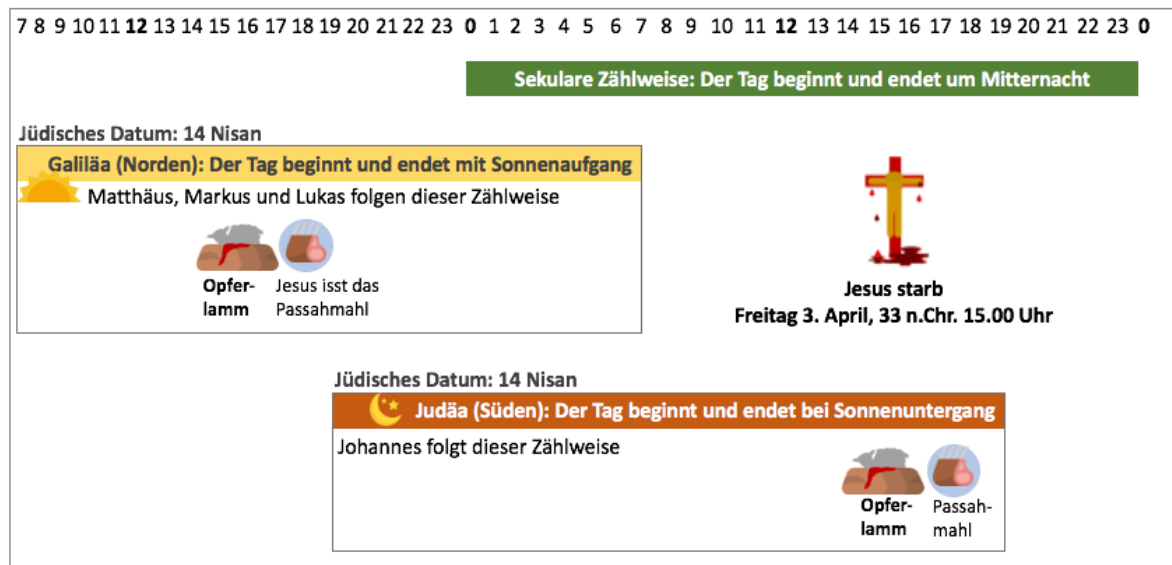 7 8 9 10 11 12 13 14 15 16 17 18 19 20 21 22 23 0 1 2 3 4 5 6 7 8 9 10 11 12 13 14 15 16 17 18 19 20 21 22 23 0
Sekulare Zählweise: Der Tag beginnt und endet um Mitternacht
Jüdisches Datum: 14 Nisan
Galiläa (Norden): Der Tag beginnt und endet mit Sonnenaufgang
Matthäus, Markus und Lukas folgen dieser Zählweise
Opfer-
lamm
Jesus isst das
Passahmahl
Jesus starb
Freitag 3. April, 33 n.Chr. 15.00 Uhr
Jüdisches Datum: 14 Nisan
Judäa (Süden): Der Tag beginnt und endet bei Sonnenuntergang
Johannes folgt dieser Zählweise
Opfer-
lamm
Passah-
mahl